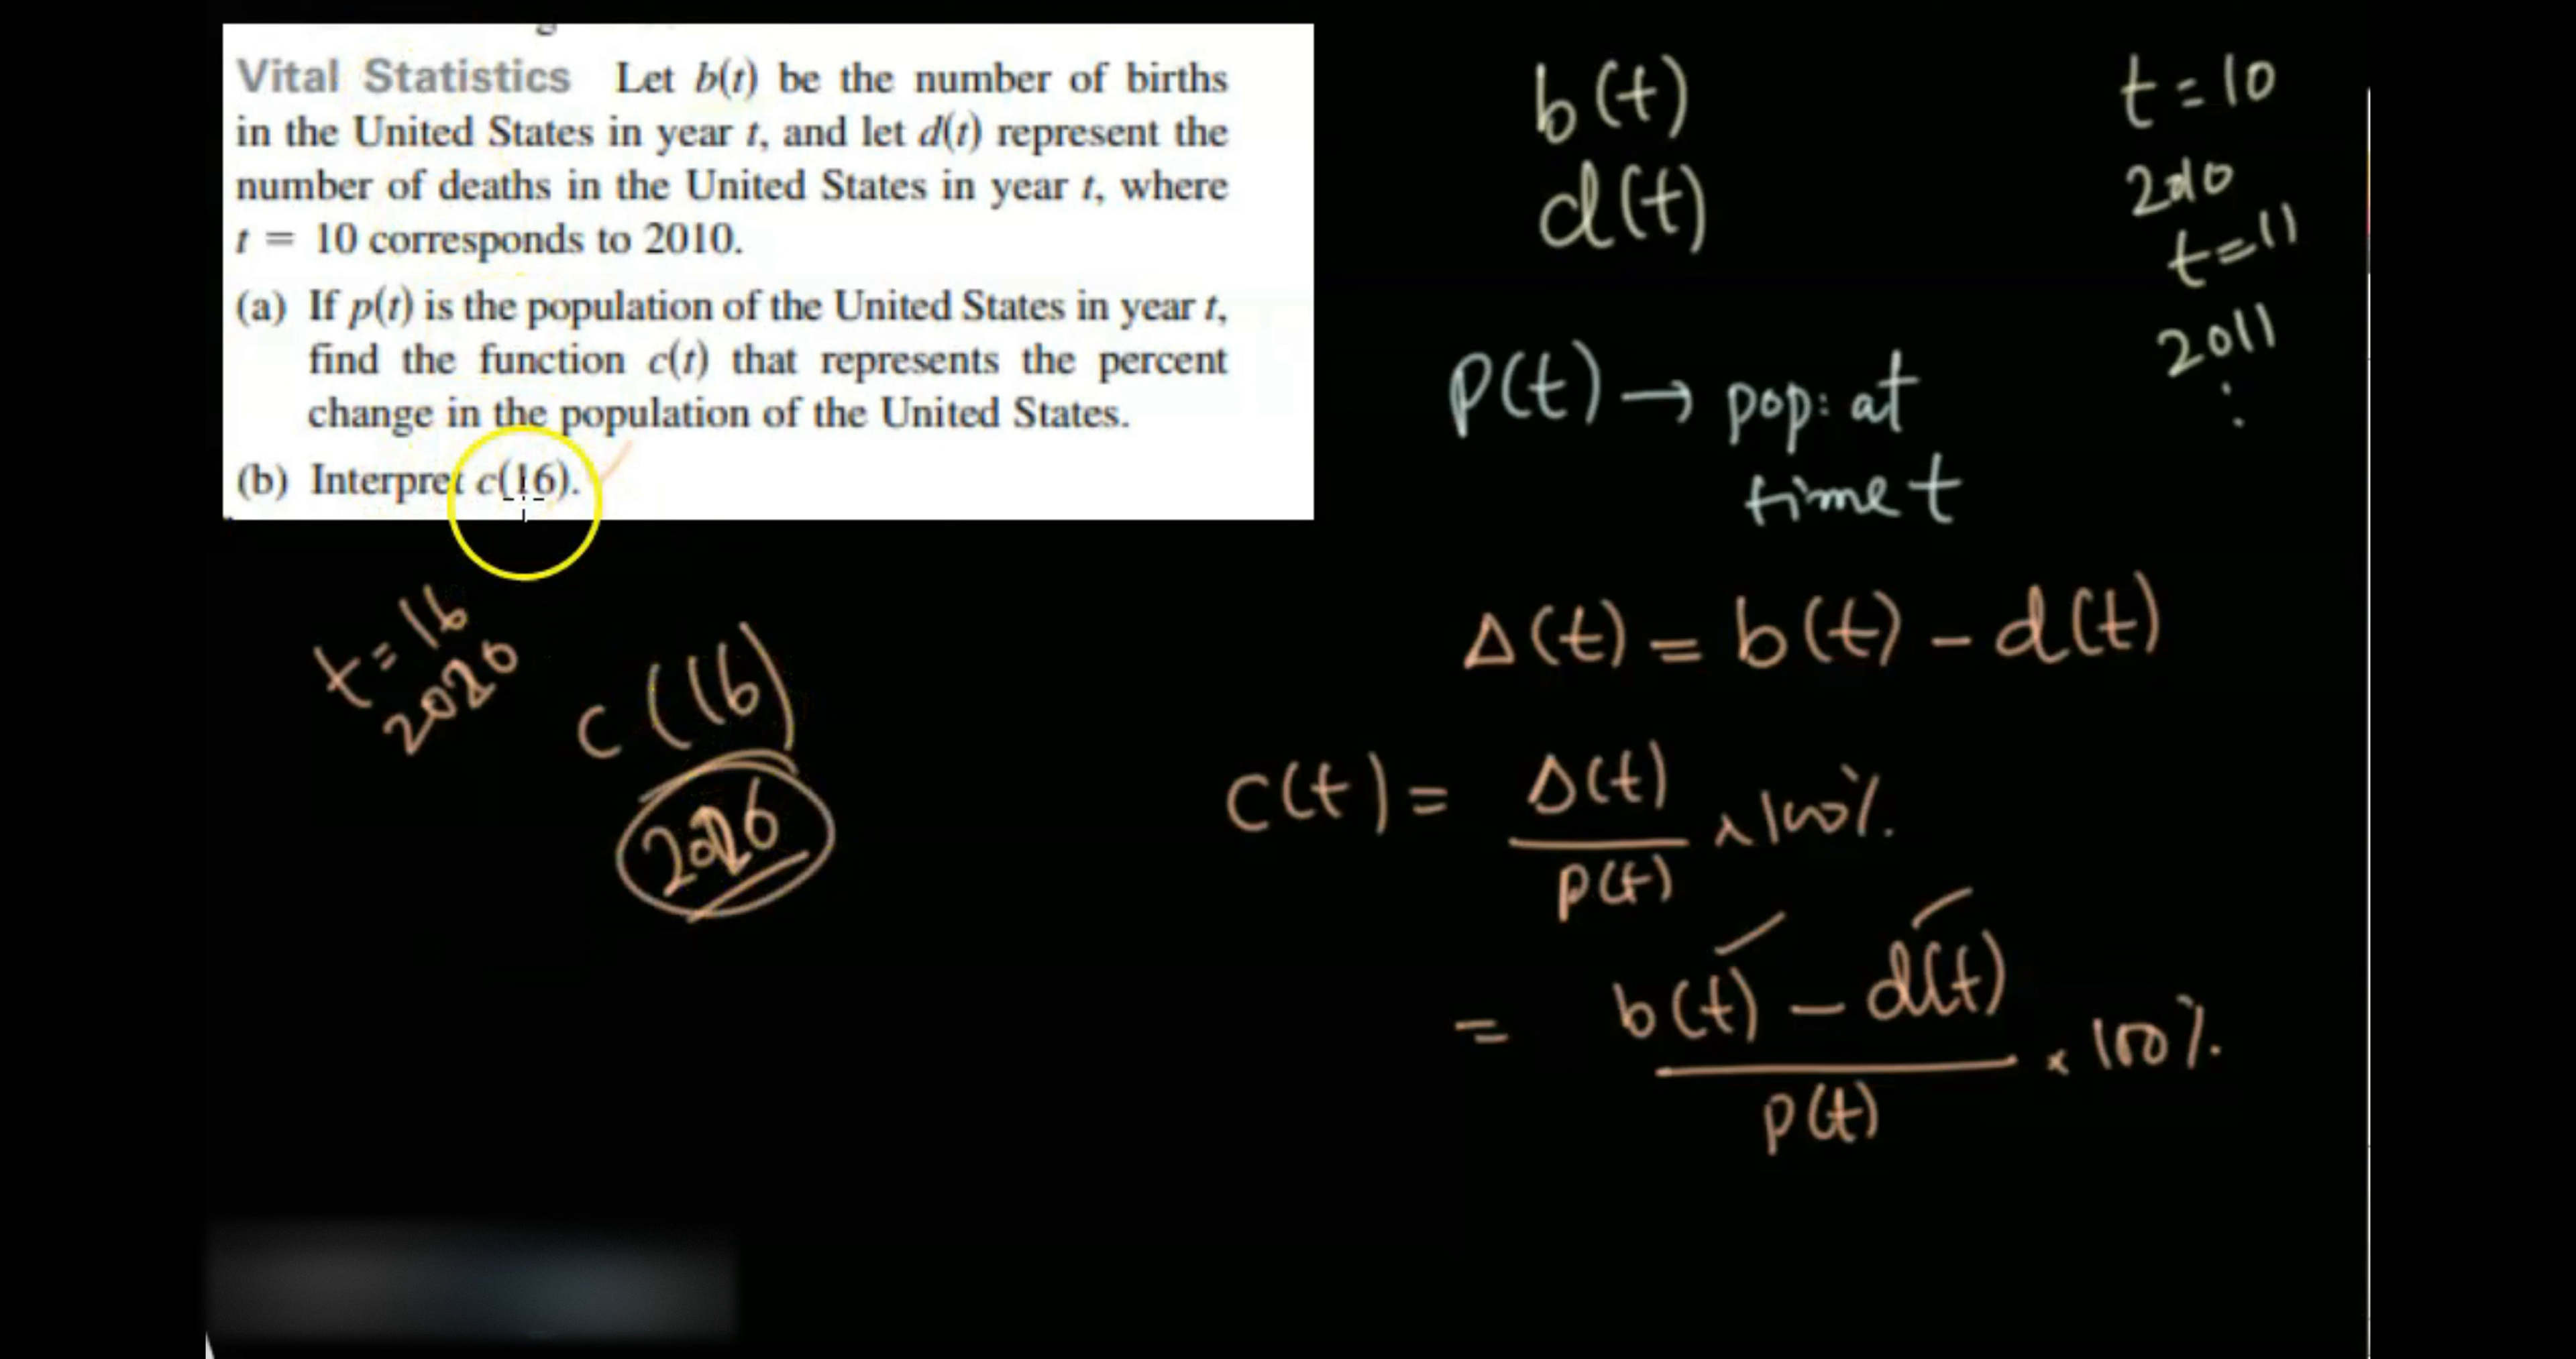 Vital Statistics Let b(t) be the number of births
in the United States in year t, and let d(t) represent the
number of deaths in the United States in year t, where
t = 10 corresponds to 2010.
(a) If p(t) is the population of the United States in year t,
find the function c(t) that represents the percent
change in the population of the United States.
(b) Interpret c(16).
t = 16
c(16)
b(t)
d(t)
t = 10
2010
t = 11
2011
:
P(t) → pop: at
time t
Δ(t) = b(t) - d(t)
C(t) = Δ(t)/P(t) × 100%.
= b(t) - d(t)/P(t) × 100%.